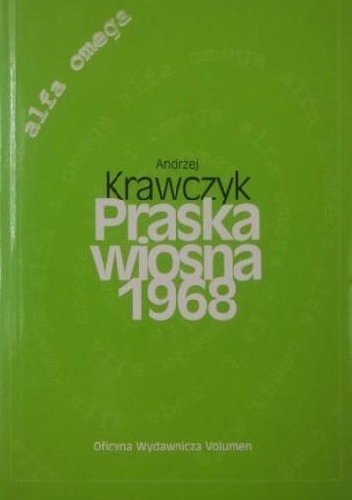 alfa omega
Andrzej
Krawczyk
Praska
wiosna
1968
Oficyna Wydawnicza Volumen